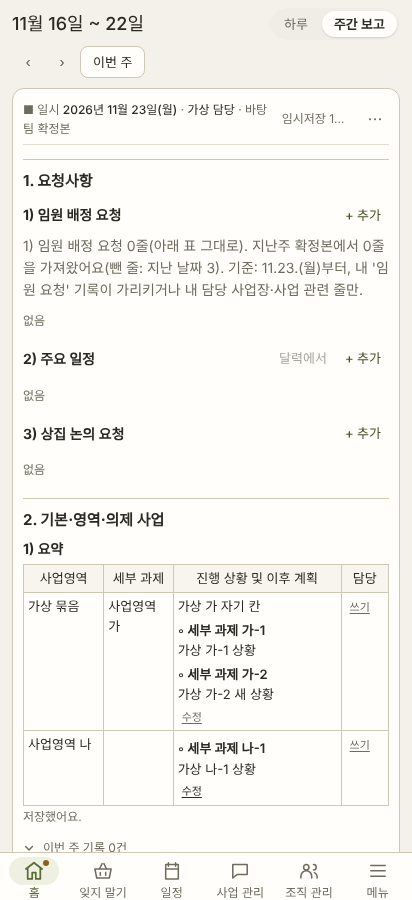 11월 16일 ~ 22일
하루
주간 보고
‹
›
이번 주
■ 일시 2026년 11월 23일(월) · 가상 담당 · 바탕
팀 확정본
임시저장 1...
···
1. 요청사항
1) 임원 배정 요청
+ 추가
1) 임원 배정 요청 0줄(아래 표 그대로). 지난주 확정본에서 0줄
을 가져왔어요(뺀 줄: 지난 날짜 3). 기준: 11.23.(월)부터, 내 '임
원 요청' 기록이 가리키거나 내 담당 사업장·사업 관련 줄만.
없음
2) 주요 일정
달력에서
+ 추가
없음
3) 상집 논의 요청
+ 추가
없음
2. 기본·영역·의제 사업
1) 요약
사업영역
세부 과제
진행 상황 및 이후 계획
담당
가상 묶음
사업영역
가
가상 가 자기 칸
∘ 세부 과제 가-1
가상 가-1 상황
∘ 세부 과제 가-2
가상 가-2 새 상황
수정
쓰기
사업영역 나
∘ 세부 과제 나-1
가상 나-1 상황
수정
쓰기
저장했어요.
이번 주 기록 0건
홈
잊지 말기
일정
사업 관리
조직 관리
메뉴